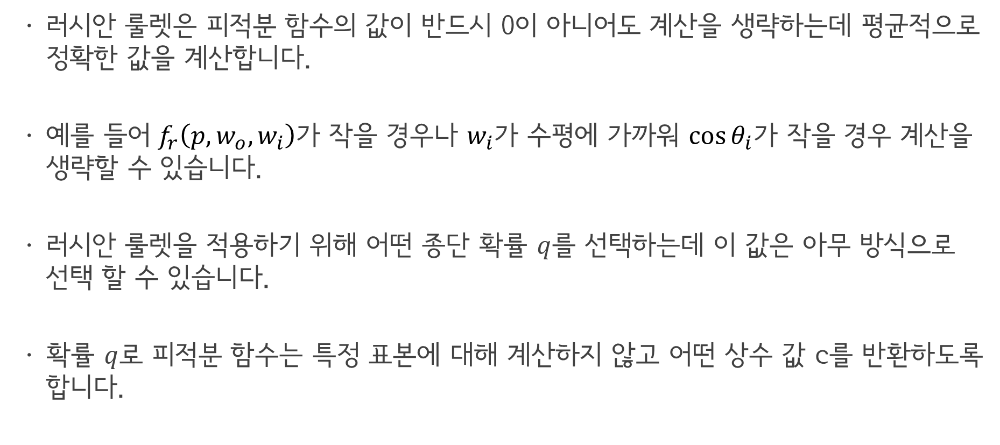 · 러시안 룰렛은 피적분 함수의 값이 반드시 0이 아니어도 계산을 생략하는데 평균적으로
정확한 값을 계산합니다.
· 예를 들어 f_r(p, w_o, w_i)가 작을 경우나 w_i가 수평에 가까워 cos θ_i가 작을 경우 계산을
생략할 수 있습니다.
· 러시안 룰렛을 적용하기 위해 어떤 종단 확률 q를 선택하는데 이 값은 아무 방식으로
선택 할 수 있습니다.
· 확률 q로 피적분 함수는 특정 표본에 대해 계산하지 않고 어떤 상수 값 c를 반환하도록
합니다.